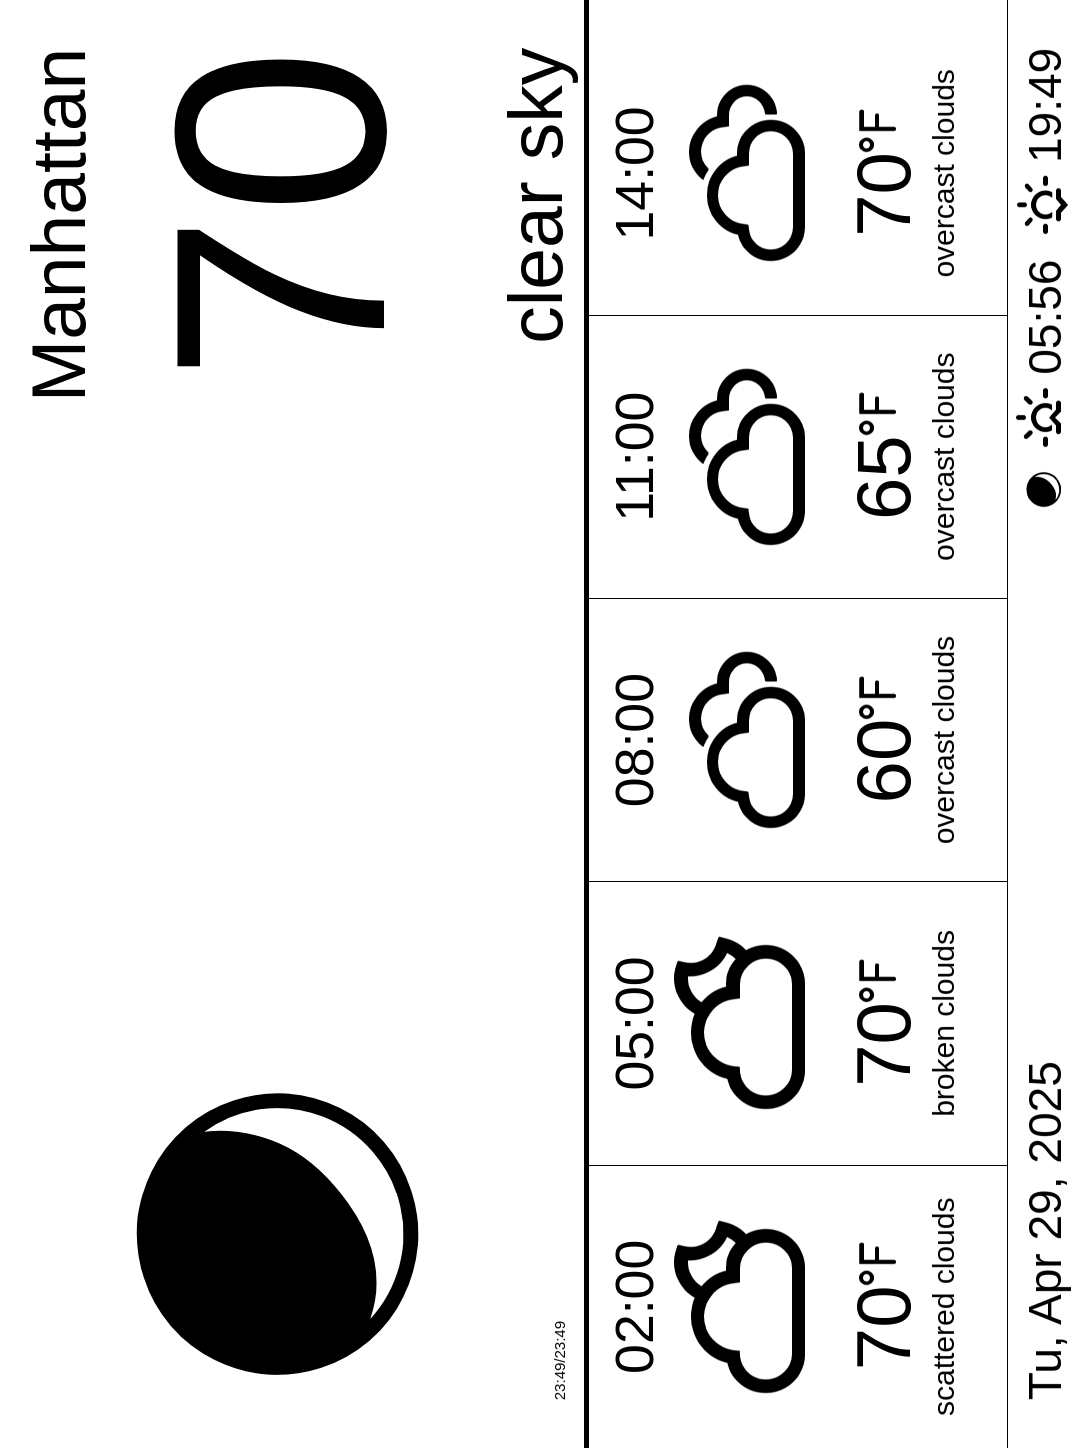 Manhattan
70
clear sky
23:49/23:49
02:00
70°F
scattered clouds
05:00
70°F
broken clouds
08:00
60°F
overcast clouds
11:00
65°F
overcast clouds
14:00
70°F
overcast clouds
Tu, Apr 29, 2025
05:56
19:49